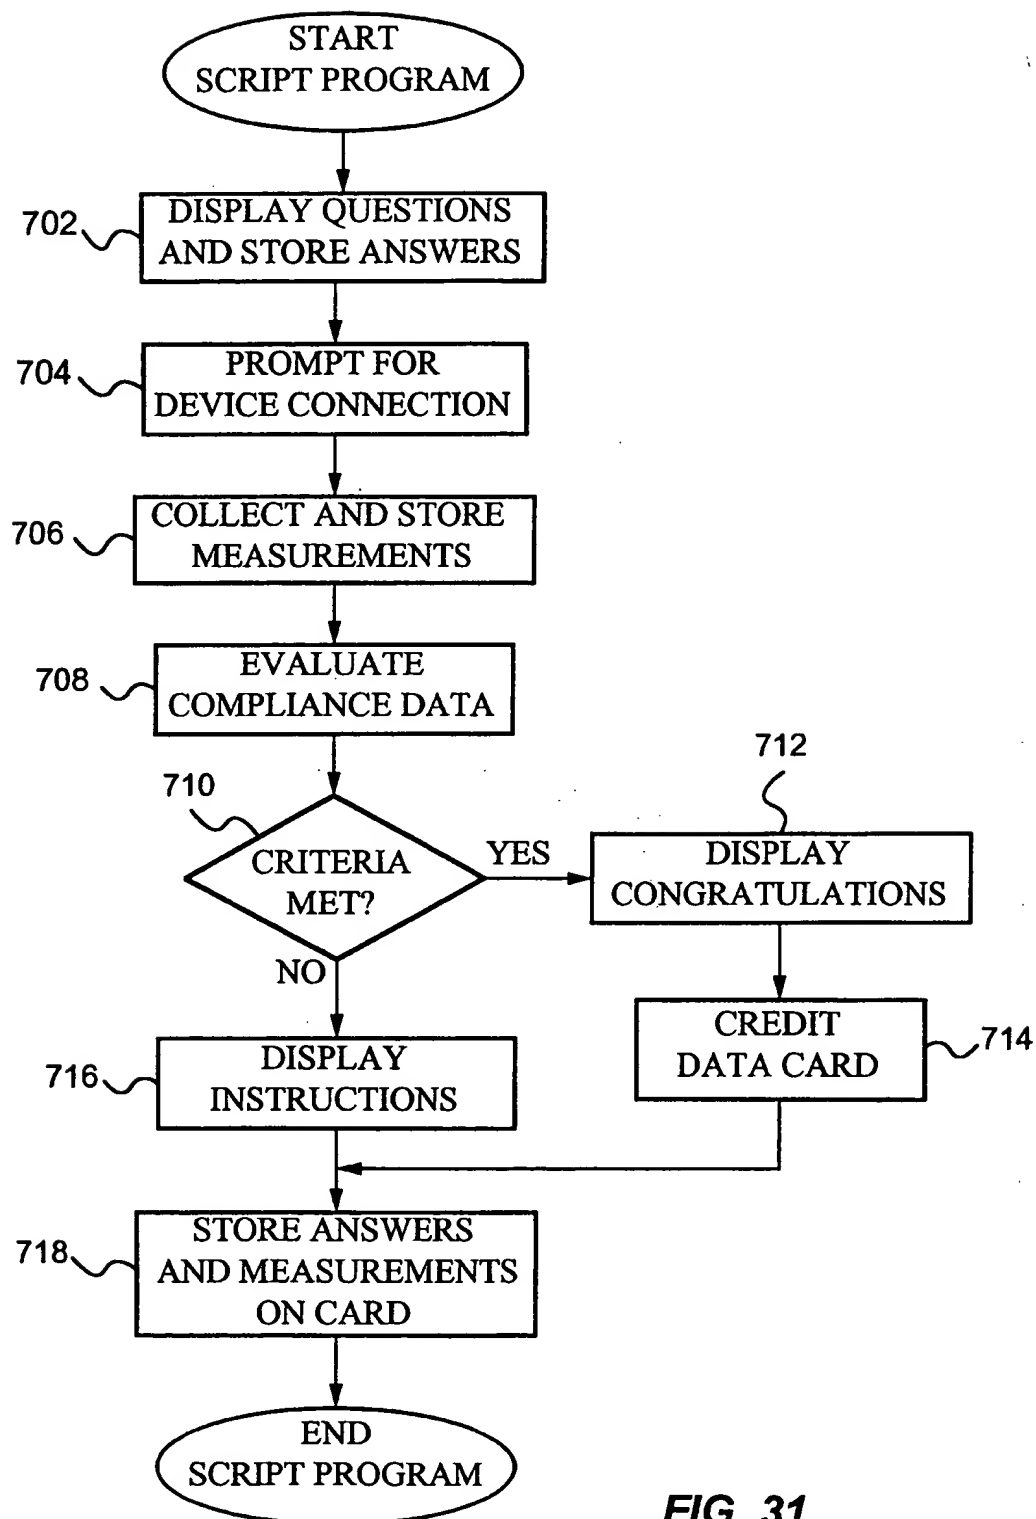 START
SCRIPT PROGRAM
702
DISPLAY QUESTIONS
AND STORE ANSWERS
704
PROMPT FOR
DEVICE CONNECTION
706
COLLECT AND STORE
MEASUREMENTS
708
EVALUATE
COMPLIANCE DATA
710
CRITERIA
MET?
YES
712
DISPLAY
CONGRATULATIONS
NO
CREDIT
DATA CARD
714
716
DISPLAY
INSTRUCTIONS
718
STORE ANSWERS
AND MEASUREMENTS
ON CARD
END
SCRIPT PROGRAM
FIG. 31